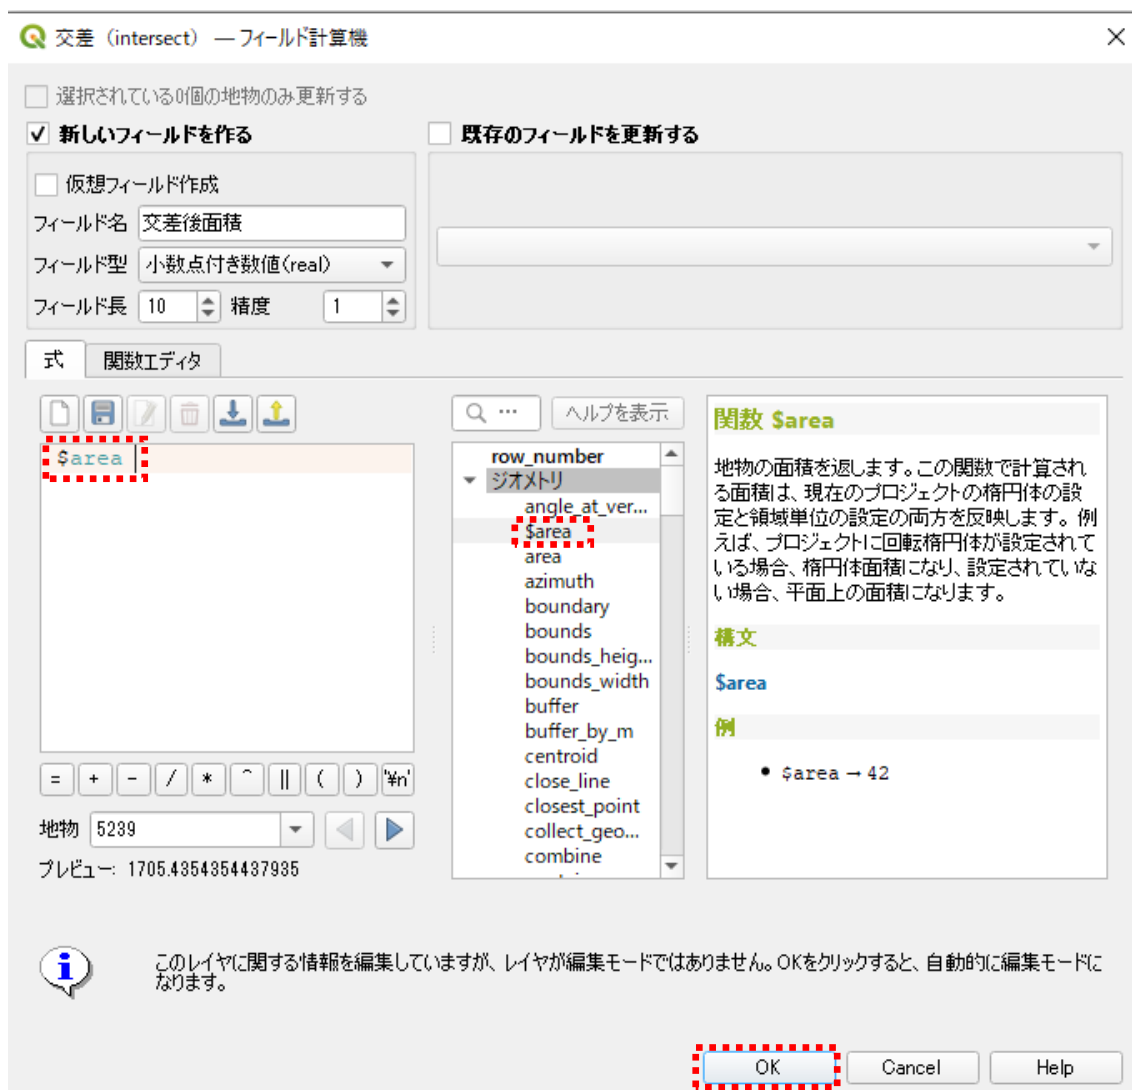 交差（intersect） — フィールド計算機
選択されている0個の地物のみ更新する
新しいフィールドを作る
既存のフィールドを更新する
仮想フィールド作成
フィールド名 交差後面積
フィールド型 小数点付き数値(real)
フィールド長 10 精度 1
式 関数エディタ
ヘルプを表示
$area
row_number
ジオメトリ
angle_at_ver...
$area
area
azimuth
boundary
bounds
bounds_heig...
bounds_width
buffer
buffer_by_m
centroid
close_line
closest_point
collect_geo...
combine
関数 $area
地物の面積を返します。この関数で計算され
る面積は、現在のプロジェクトの楕円体の設
定と領域単位の設定の両方を反映します。例
えば、プロジェクトに回転楕円体が設定されて
いる場合、楕円体面積になり、設定されていな
い場合、平面上の面積になります。
構文
$area
例
• $area → 42
= + - / * ^ || ( ) '¥n'
地物 5239
プレビュー: 1705.4354354437935
このレイヤに関する情報を編集していますが、レイヤが編集モードではありません。OKをクリックすると、自動的に編集モードに
なります。
OK Cancel Help